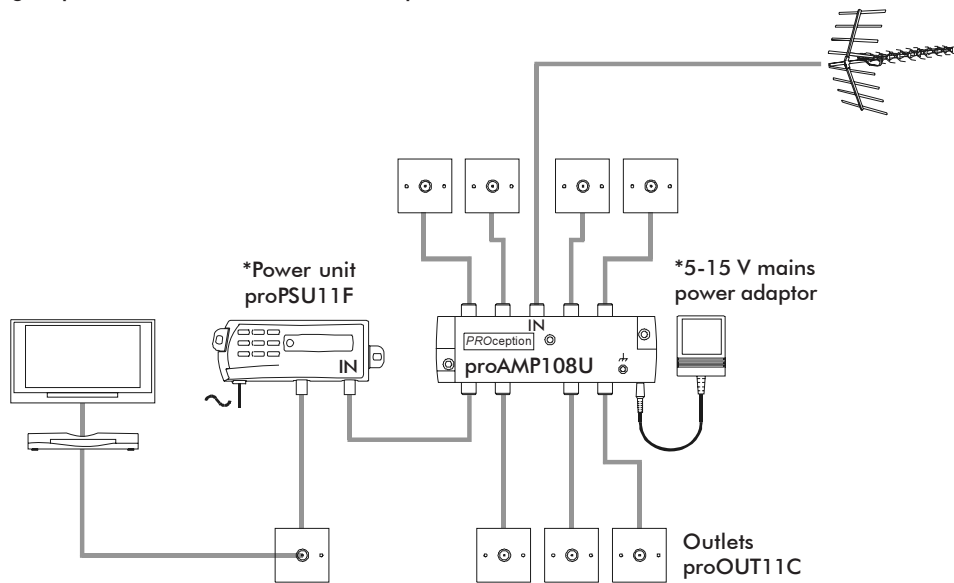 *Power unit
proPSU11F
IN
IN
PROception
proAMP108U
*5-15 V mains
power adaptor
Outlets
proOUT11C